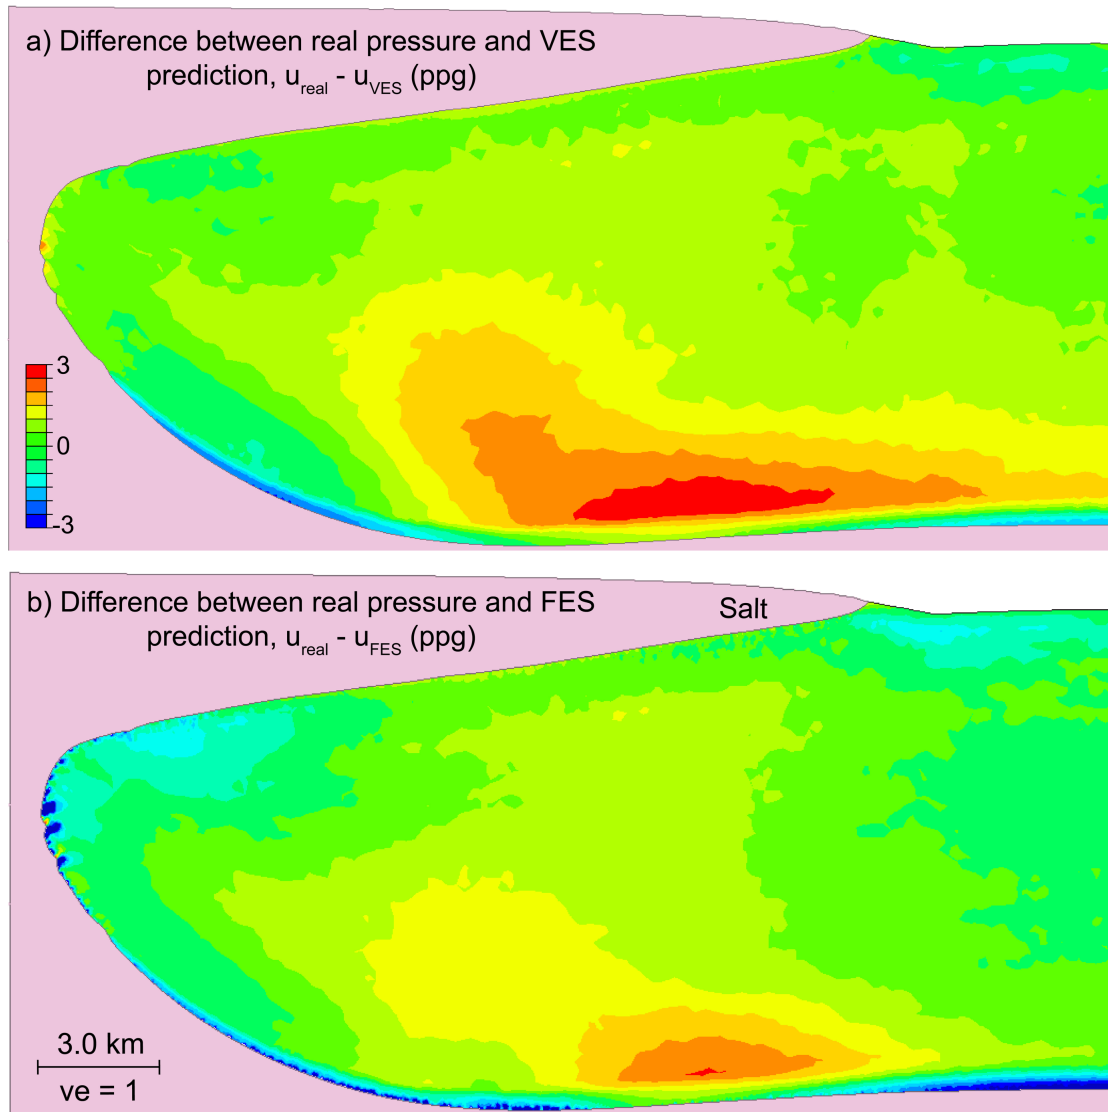 a) Difference between real pressure and VES
prediction, u_real - u_VES (ppg)
3
0
-3
b) Difference between real pressure and FES
prediction, u_real - u_FES (ppg)
Salt
3.0 km
ve = 1